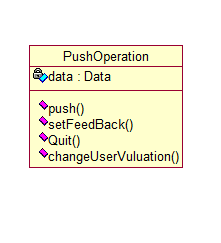 PushOperation
data : Data
push()
setFeedBack()
Quit()
changeUserVuluation()